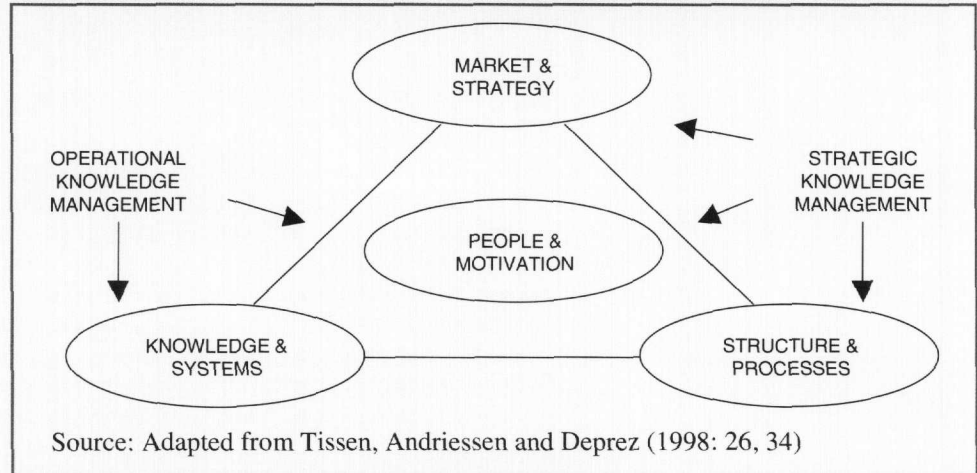 MARKET &
STRATEGY
OPERATIONAL
KNOWLEDGE
MANAGEMENT
STRATEGIC
KNOWLEDGE
MANAGEMENT
PEOPLE &
MOTIVATION
KNOWLEDGE &
SYSTEMS
STRUCTURE &
PROCESSES
Source: Adapted from Tissen, Andriessen and Deprez (1998: 26, 34)